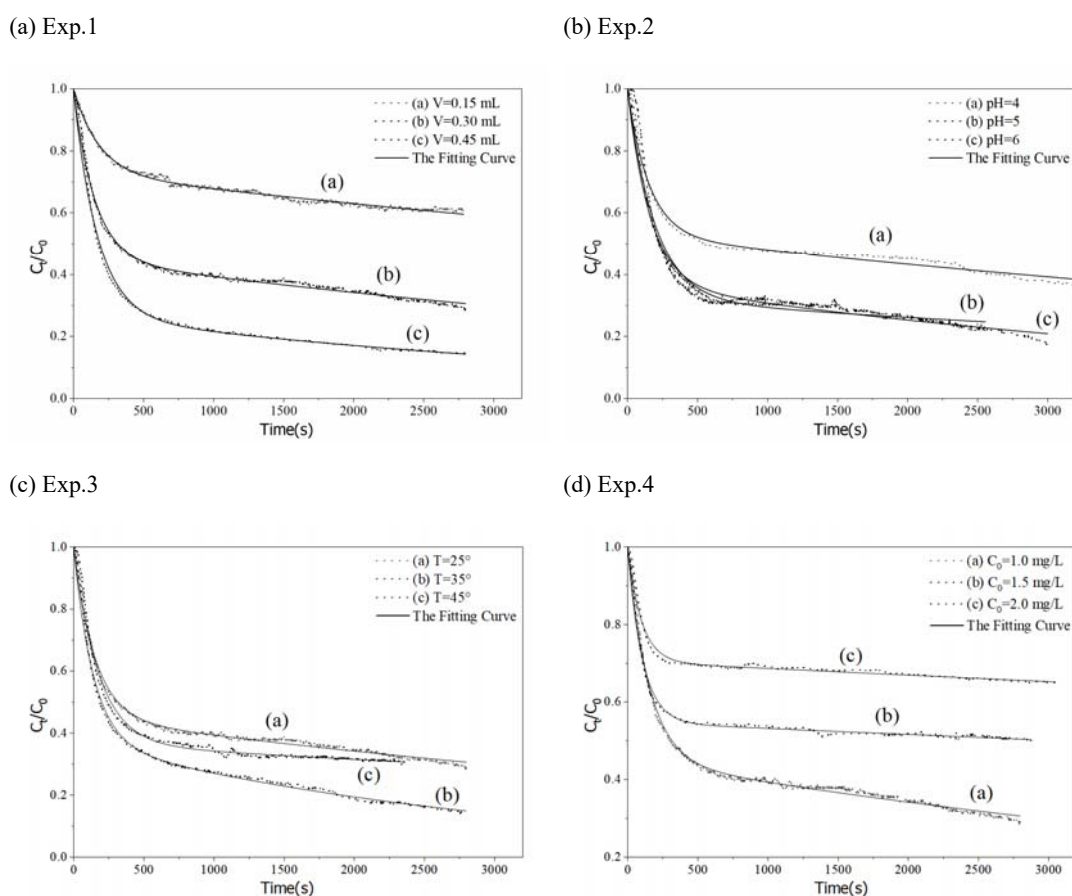 (a) Exp.1
1.0
0.8
0.6
0.4
0.2
0.0
Cₜ/C₀
0 500 1000 1500 2000 2500 3000
Time(s)
(a) V=0.15 mL
(b) V=0.30 mL
(c) V=0.45 mL
The Fitting Curve
(a)
(b)
(c)
(b) Exp.2
1.0
0.8
0.6
0.4
0.2
0.0
Cₜ/C₀
0 500 1000 1500 2000 2500 3000
Time(s)
(a) pH=4
(b) pH=5
(c) pH=6
The Fitting Curve
(a)
(b)
(c)
(c) Exp.3
1.0
0.8
0.6
0.4
0.2
0.0
Cₜ/C₀
0 500 1000 1500 2000 2500 3000
Time(s)
(a) T=25°
(b) T=35°
(c) T=45°
The Fitting Curve
(a)
(c)
(b)
(d) Exp.4
1.0
0.8
0.6
0.4
0.2
Cₜ/C₀
0 500 1000 1500 2000 2500 3000
Time(s)
(a) C₀=1.0 mg/L
(b) C₀=1.5 mg/L
(c) C₀=2.0 mg/L
The Fitting Curve
(c)
(b)
(a)